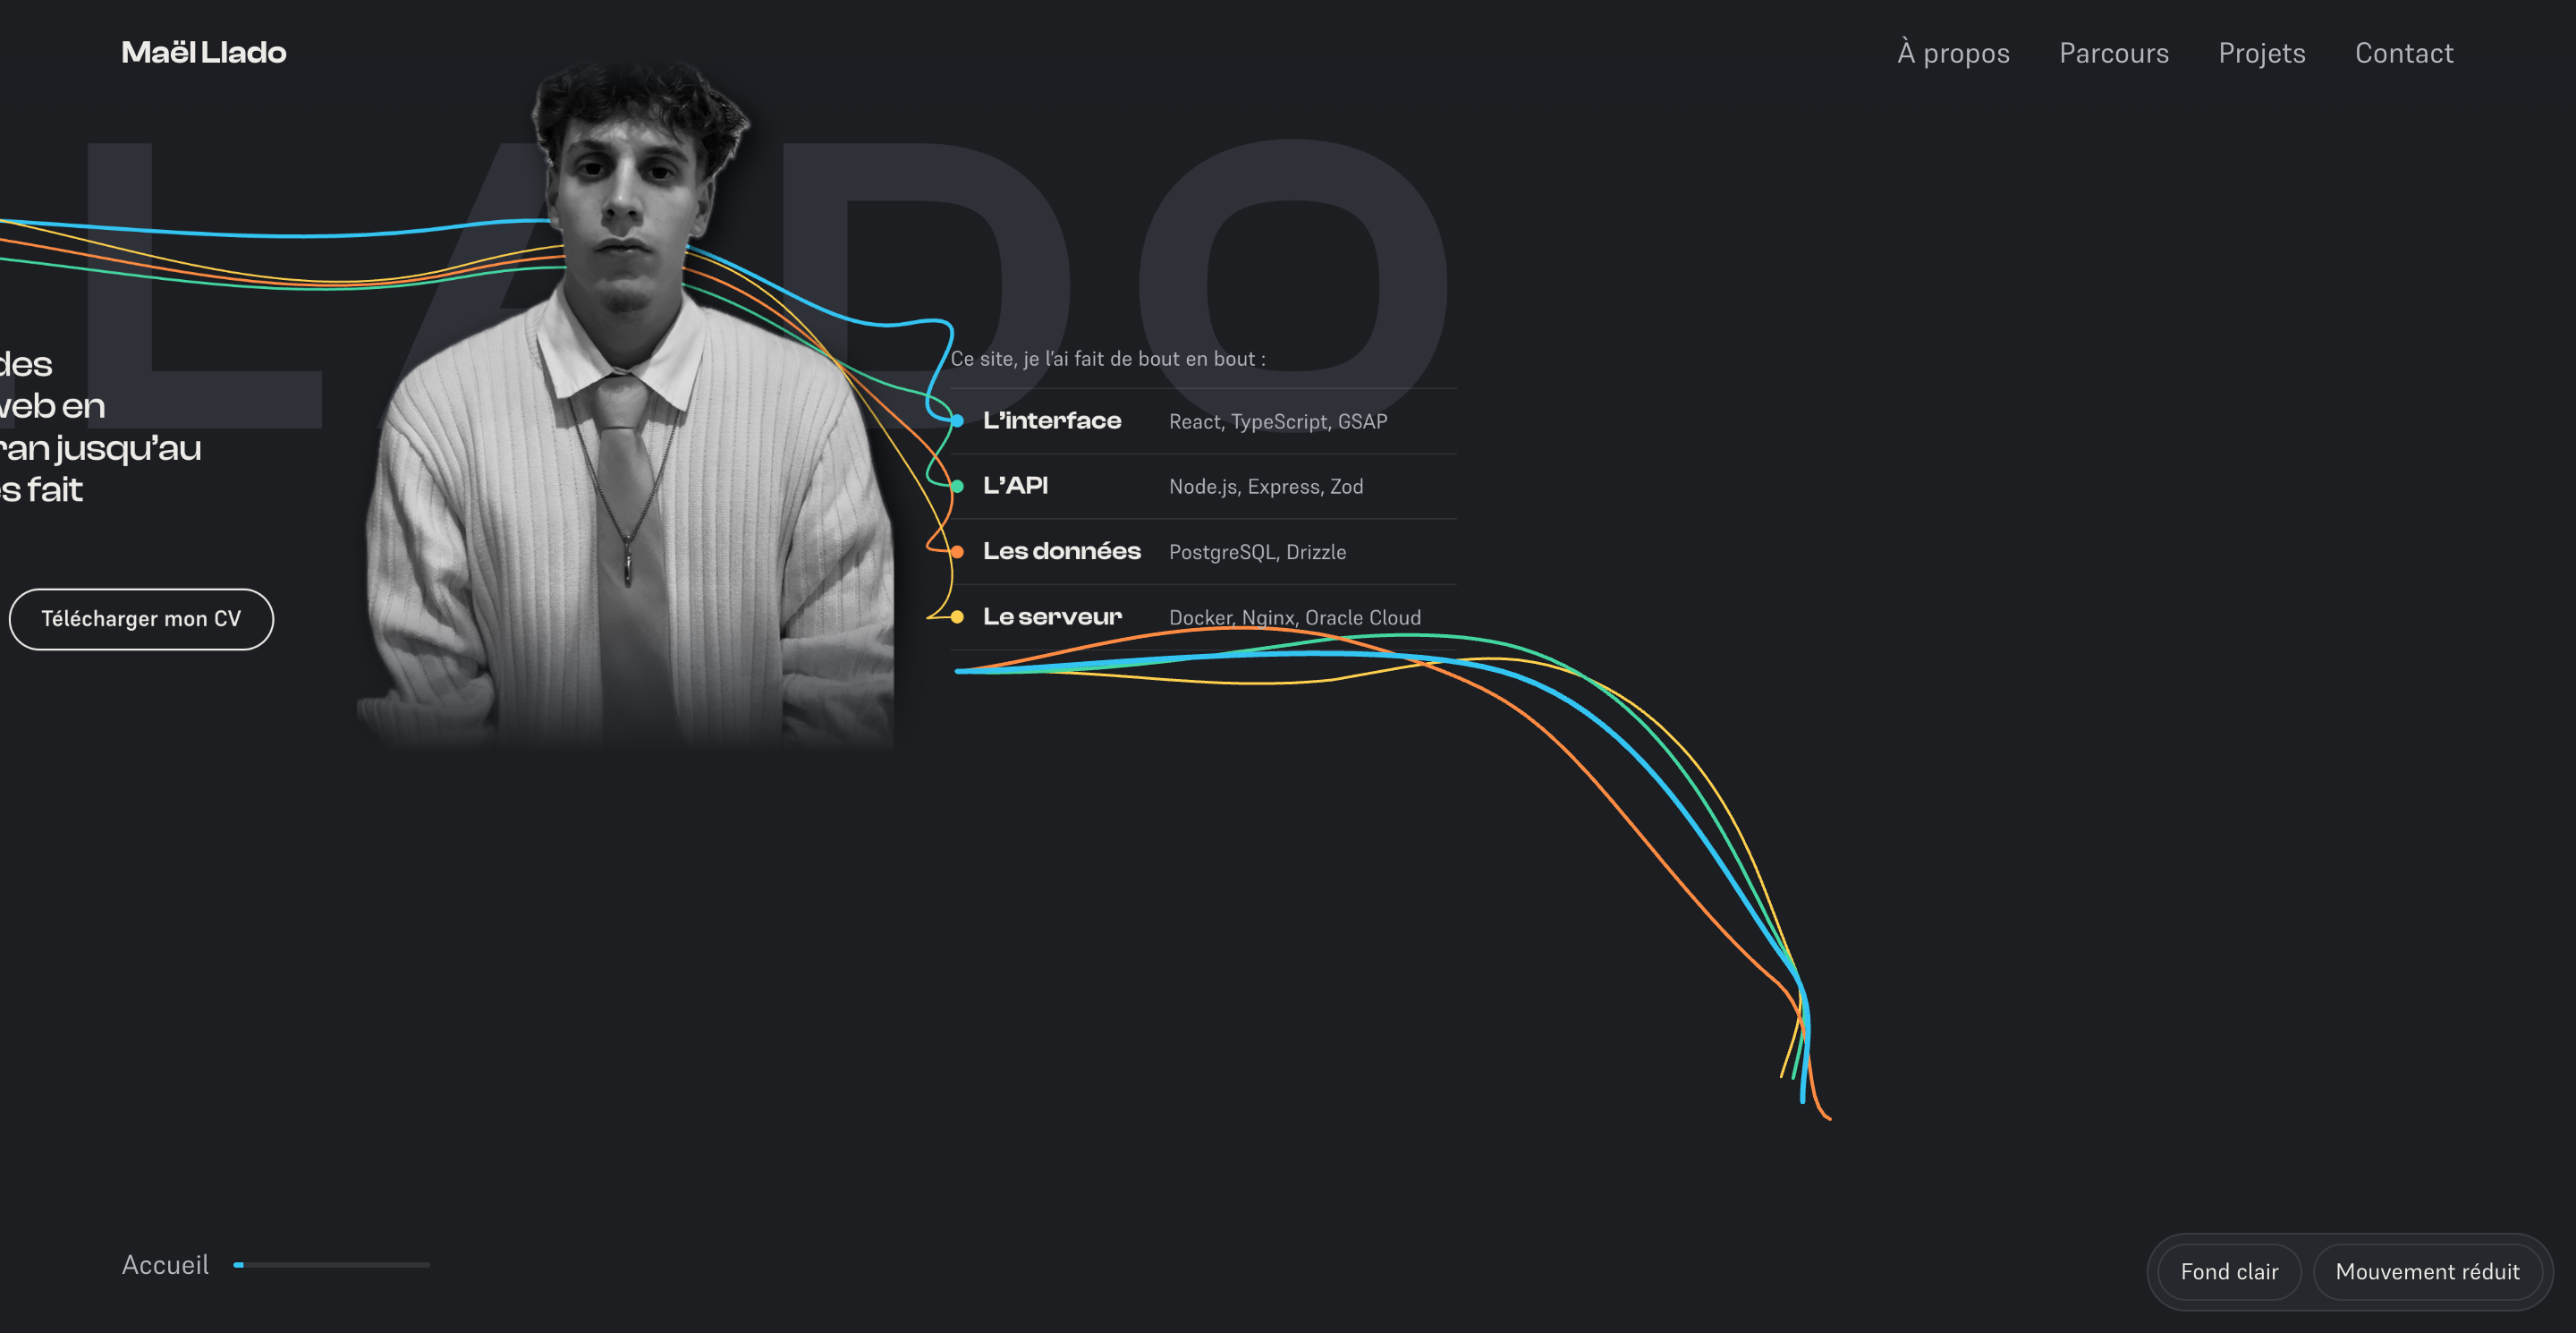 Maël Llado
À propos
Parcours
Projets
Contact
LADO
des
web en
ran jusqu’au
s fait
Télécharger mon CV
Ce site, je l’ai fait de bout en bout :
L’interface React, TypeScript, GSAP
L’API Node.js, Express, Zod
Les données PostgreSQL, Drizzle
Le serveur Docker, Nginx, Oracle Cloud
Accueil
Fond clair
Mouvement réduit